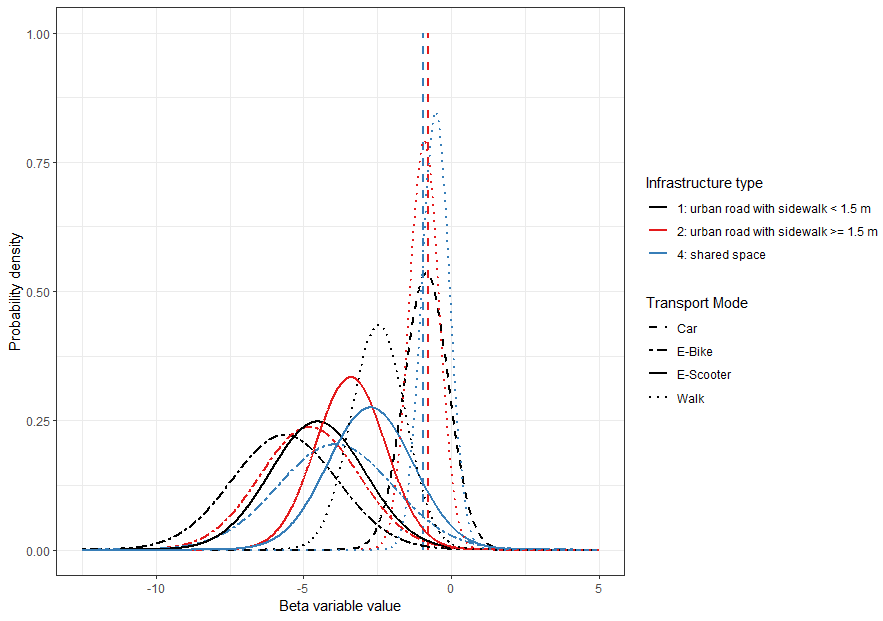 1.00
0.75
0.50
0.25
0.00
Probability density
-10
-5
0
5
Beta variable value
Infrastructure type
1: urban road with sidewalk < 1.5 m
2: urban road with sidewalk >= 1.5 m
4: shared space
Transport Mode
Car
E-Bike
E-Scooter
Walk